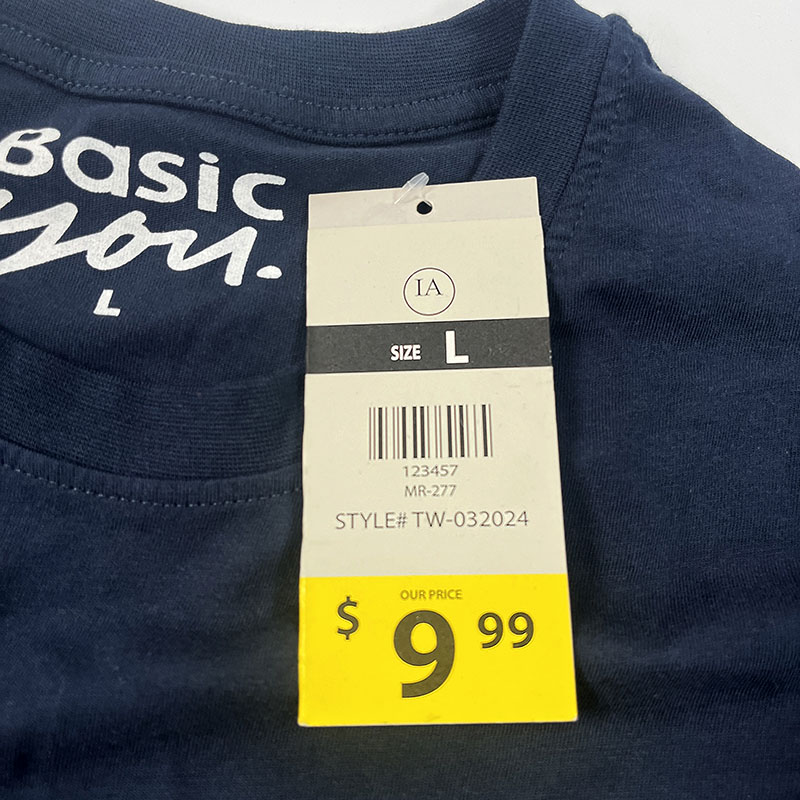 Basic
you.
L
IA
SIZE L
123457
MR-277
STYLE# TW-032024
OUR PRICE
$ 9 99